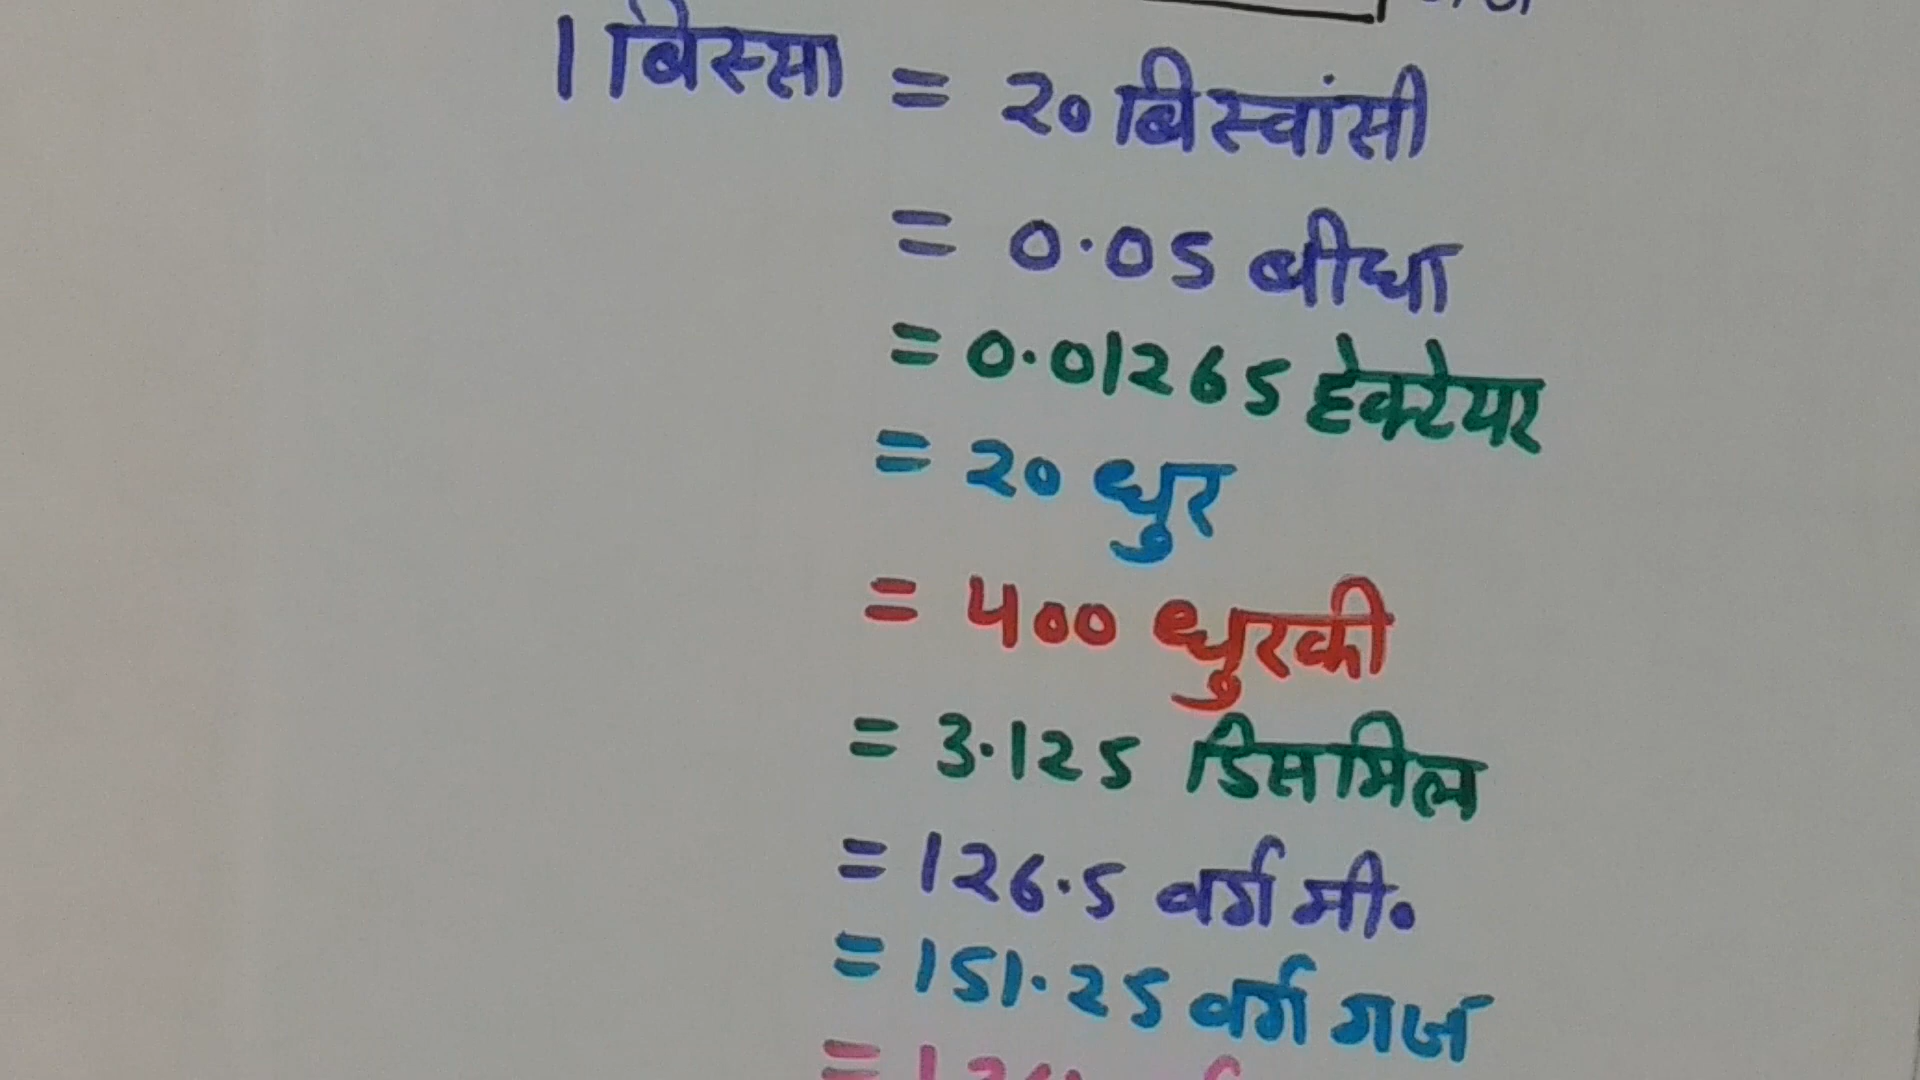 1 बिस्सा = 20 बिस्वांसी
= 0.05 बीघा
= 0.01265 हेक्टेयर
= 20 धुर
= 400 धुरकी
= 3.125 डिसमिल
= 126.5 वर्ग मी०
= 151.25 वर्ग गज